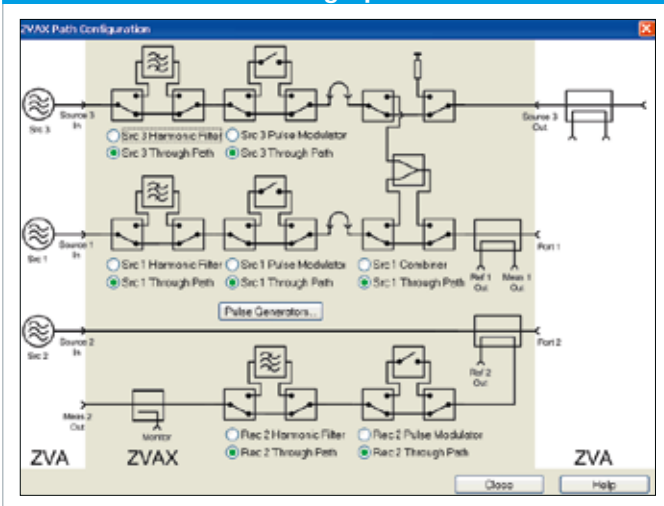 ZVAX Path Configuration
Src 3
Source 3
In
Src 3 Harmonic Filter
Src 3 Pulse Modulator
Src 3 Through Path
Src 3 Through Path
Source 3
Out
Src 1
Source 1
In
Src 1 Harmonic Filter
Src 1 Pulse Modulator
Src 1 Combiner
Src 1 Through Path
Src 1 Through Path
Src 1 Through Path
Ref 1
Out
Meas 1
Out
Port 1
Pulse Generators...
Src 2
Source 2
In
Port 2
Ref 2
Out
Meas 2
Out
Monitor
Rec 2 Harmonic Filter
Rec 2 Pulse Modulator
Rec 2 Through Path
Rec 2 Through Path
ZVA
ZVAX
ZVA
Close
Help